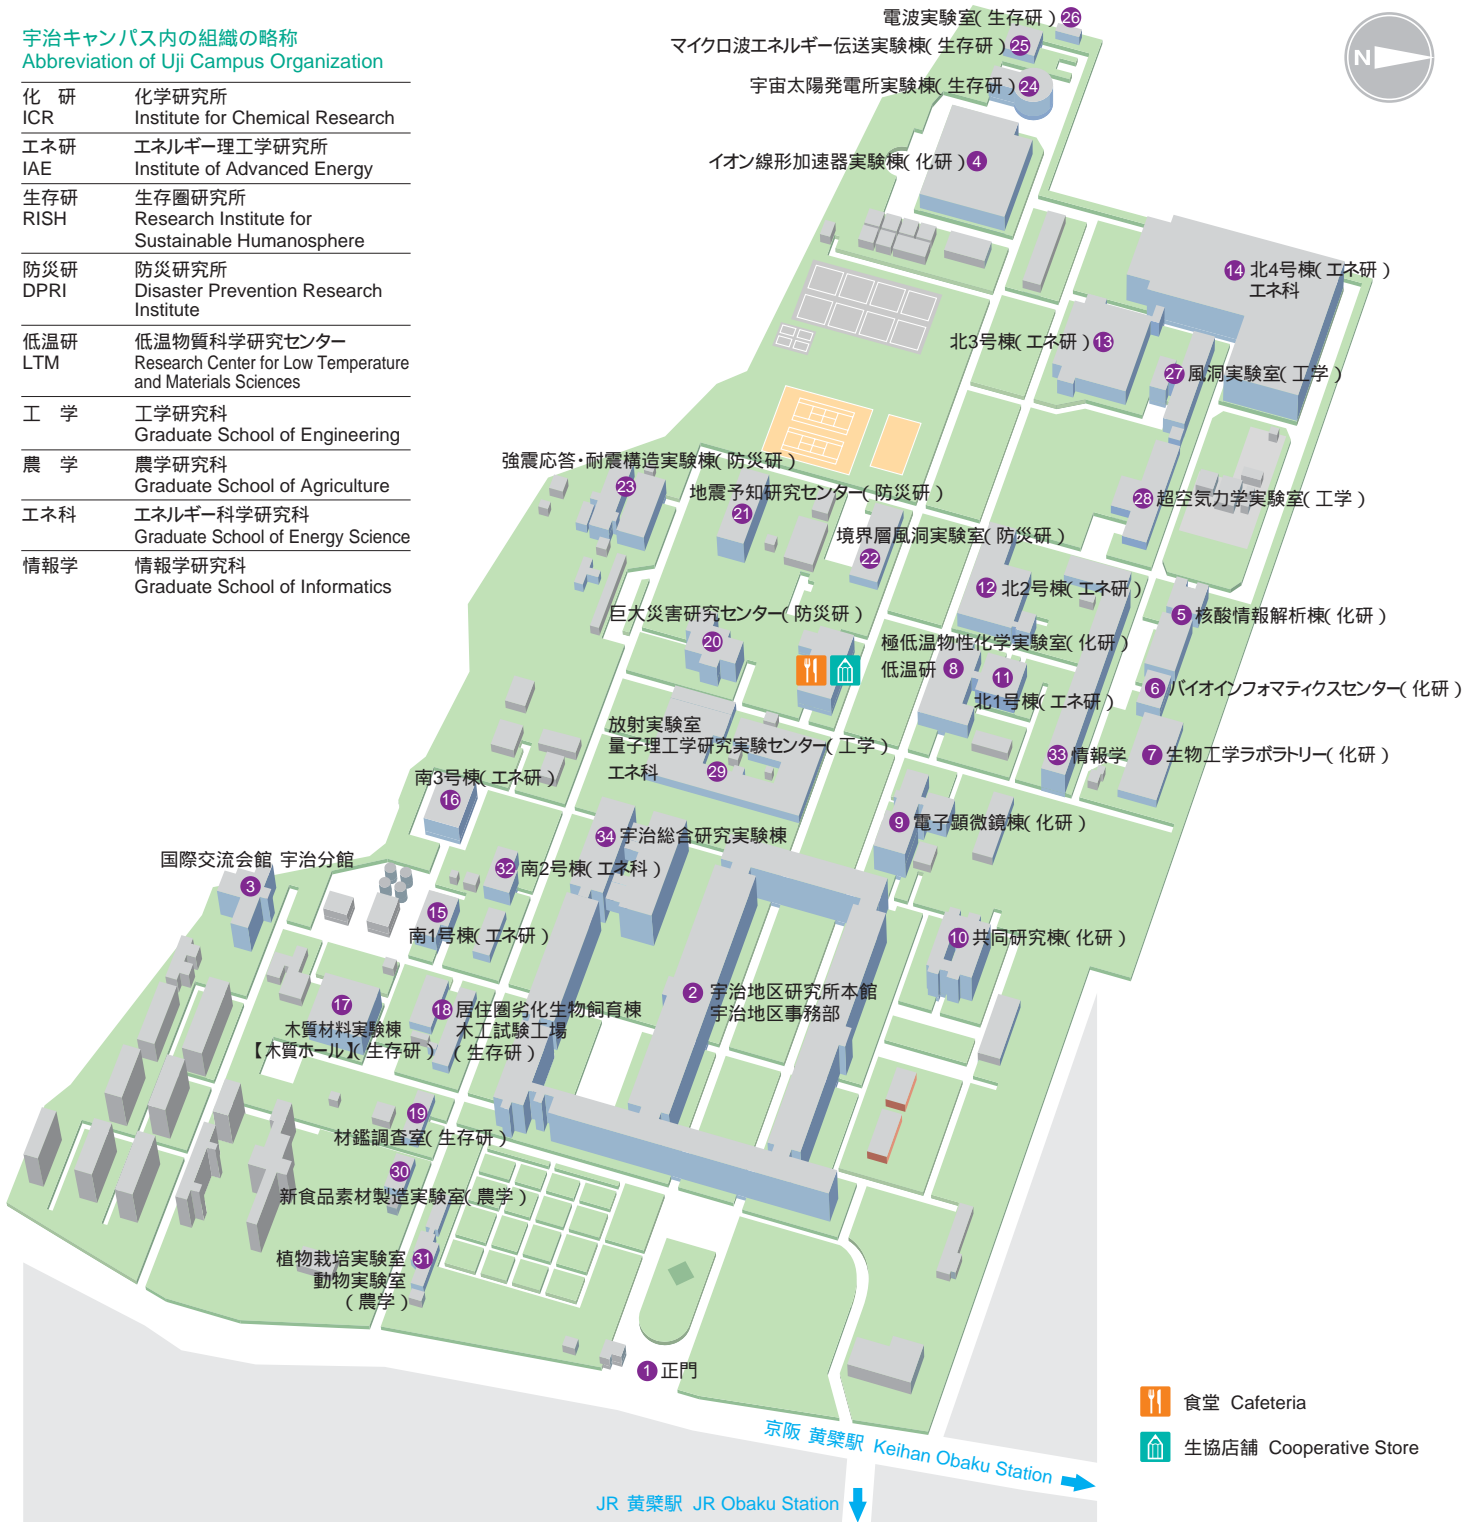 宇治キャンパス内の組織の略称
Abbreviation of Uji Campus Organization
化 研 化学研究所
ICR Institute for Chemical Research
エネ研 エネルギー理工学研究所
IAE Institute of Advanced Energy
生存研 生存圏研究所
RISH Research Institute for
Sustainable Humanosphere
防災研 防災研究所
DPRI Disaster Prevention Research
Institute
低温研 低温物質科学研究センター
LTM Research Center for Low Temperature
and Materials Sciences
工 学 工学研究科
Graduate School of Engineering
農 学 農学研究科
Graduate School of Agriculture
エネ科 エネルギー科学研究科
Graduate School of Energy Science
情報学 情報学研究科
Graduate School of Informatics
N
電波実験室(生存研) 26
マイクロ波エネルギー伝送実験棟(生存研) 25
宇宙太陽発電所実験棟(生存研) 24
イオン線形加速器実験棟(化研) 4
14 北4号棟(エネ研)
エネ科
北3号棟(エネ研) 13
27 風洞実験室(工学)
強震応答・耐震構造実験棟(防災研)
23
地震予知研究センター(防災研)
21
28 超空気力学実験室(工学)
境界層風洞実験室(防災研)
22
12 北2号棟(エネ研)
巨大災害研究センター(防災研)
20
5 核酸情報解析棟(化研)
極低温物性化学実験室(化研)
低温研 8
11
北1号棟(エネ研)
6 バイオインフォマティクスセンター(化研)
放射実験室
量子理工学研究実験センター(工学)
エネ科 29
33 情報学
7 生物工学ラボラトリー(化研)
南3号棟(エネ研)
16
9 電子顕微鏡棟(化研)
34 宇治総合研究実験棟
国際交流会館 宇治分館
3
32 南2号棟(エネ科)
15
南1号棟(エネ研)
10 共同研究棟(化研)
2 宇治地区研究所本館
宇治地区事務部
17
木質材料実験棟
【木質ホール】(生存研)
18 居住圏劣化生物飼育棟
木工試験工場
(生存研)
19
材鑑調査室(生存研)
30
新食品素材製造実験室(農学)
植物栽培実験室 31
動物実験室
(農学)
1 正門
食堂 Cafeteria
生協店舗 Cooperative Store
京阪 黄檗駅 Keihan Obaku Station
JR 黄檗駅 JR Obaku Station